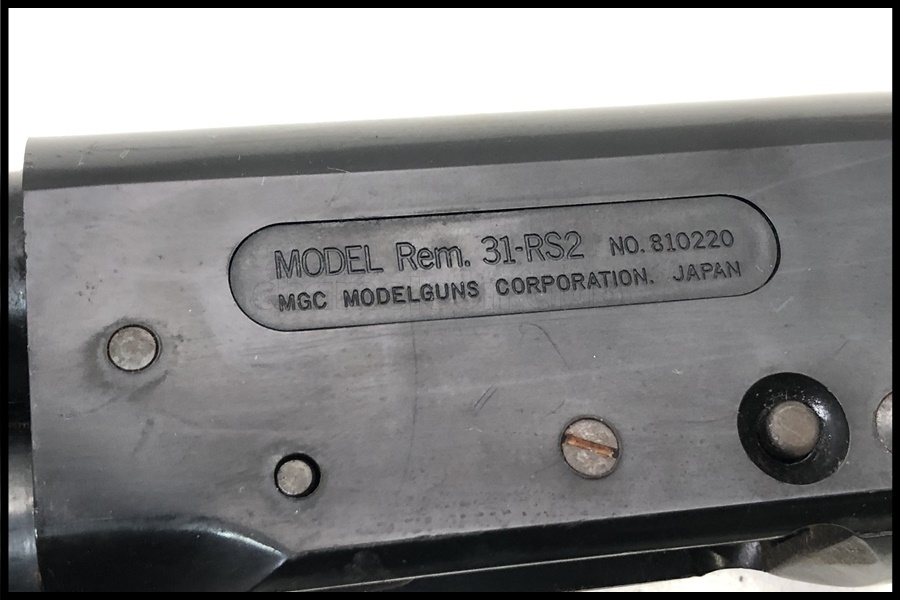 MODEL Rem. 31-RS2 NO. 810220
MGC MODELGUNS CORPORATION. JAPAN